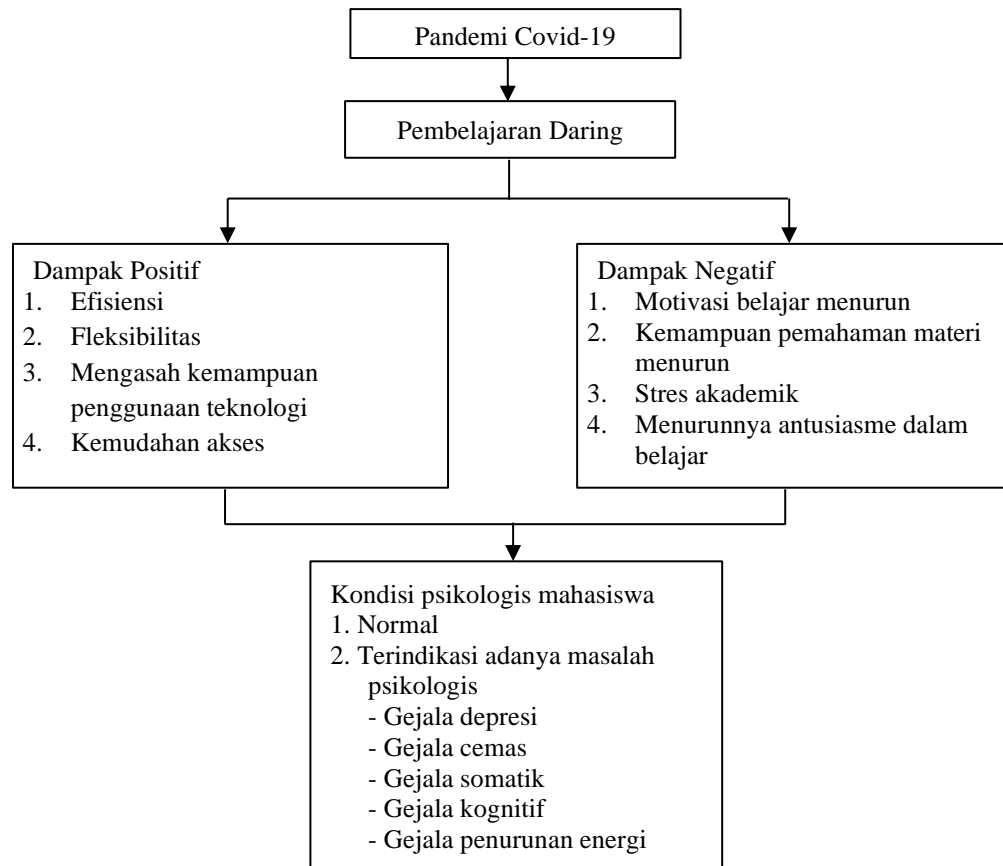 Pandemi Covid-19
Pembelajaran Daring
Dampak Positif
1. Efisiensi
2. Fleksibilitas
3. Mengasah kemampuan
penggunaan teknologi
4. Kemudahan akses
Dampak Negatif
1. Motivasi belajar menurun
2. Kemampuan pemahaman materi
menurun
3. Stres akademik
4. Menurunnya antusiasme dalam
belajar
Kondisi psikologis mahasiswa
1. Normal
2. Terindikasi adanya masalah
psikologis
- Gejala depresi
- Gejala cemas
- Gejala somatik
- Gejala kognitif
- Gejala penurunan energi